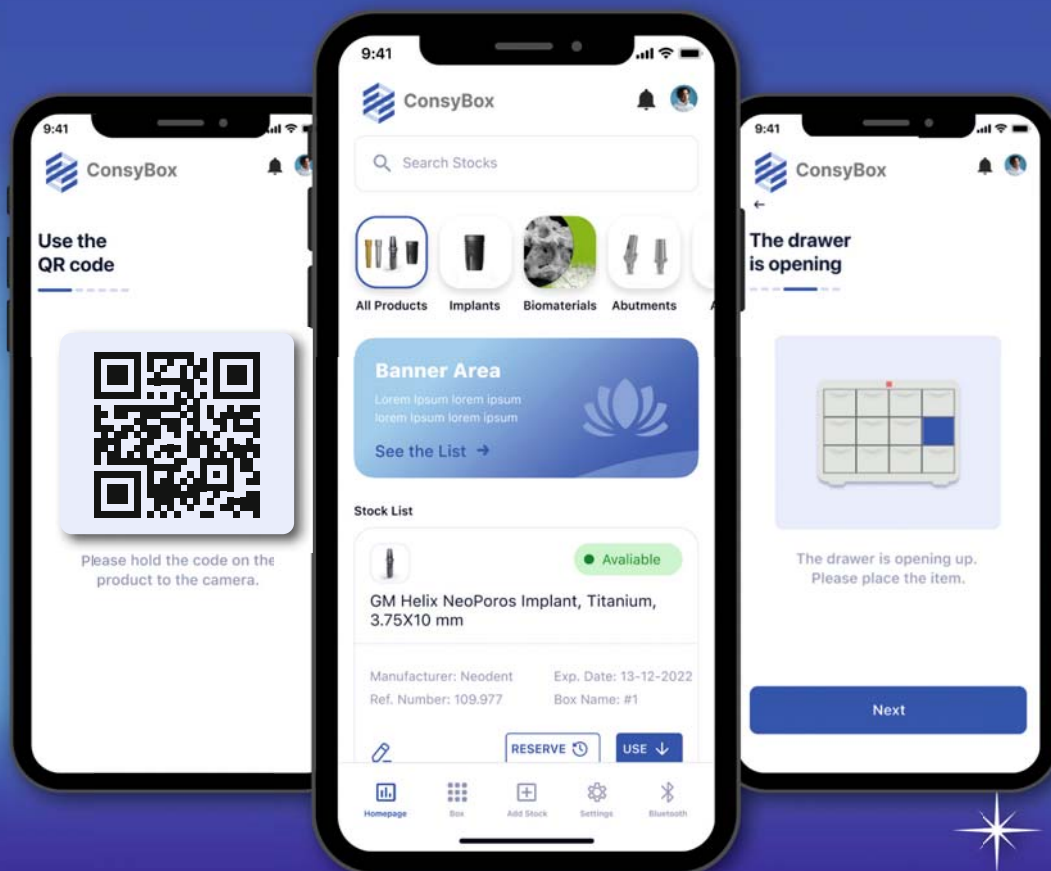 9:41
ConsyBox
Use the
QR code
Please hold the code on the
product to the camera.
9:41
ConsyBox
Search Stocks
All Products
Implants
Biomaterials
Abutments
A
Banner Area
Lorem Ipsum lorem ipsum
lorem Ipsum lorem ipsum
See the List →
Stock List
Avaliable
GM Helix NeoPoros Implant, Titanium,
3.75X10 mm
Manufacturer: Neodent
Exp. Date: 13-12-2022
Ref. Number: 109.977
Box Name: #1
RESERVE
USE
Homepage
Box
Add Stock
Settings
Bluetooth
9:41
ConsyBox
←
The drawer
is opening
The drawer is opening up.
Please place the item.
Next